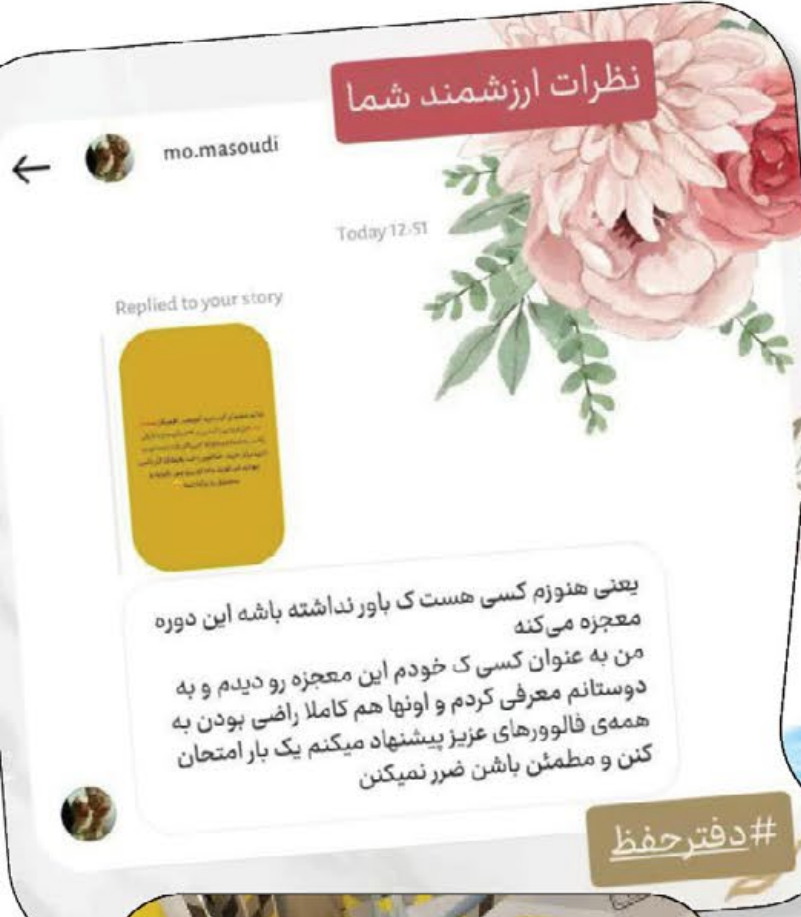 نظرات ارزشمند شما
mo.masoudi
Today 12:51
Replied to your story
یعنی هنوزم کسی هست ک باور نداشته باشه این دوره
معجزه می‌کنه
من به عنوان کسی ک خودم این معجزه رو دیدم و به
دوستانم معرفی کردم و اونها هم کاملا راضی بودن به
همه‌ی فالوورهای عزیز پیشنهاد میکنم یک بار امتحان
کنن و مطمئن باشن ضرر نمیکنن
#دفترحفظ